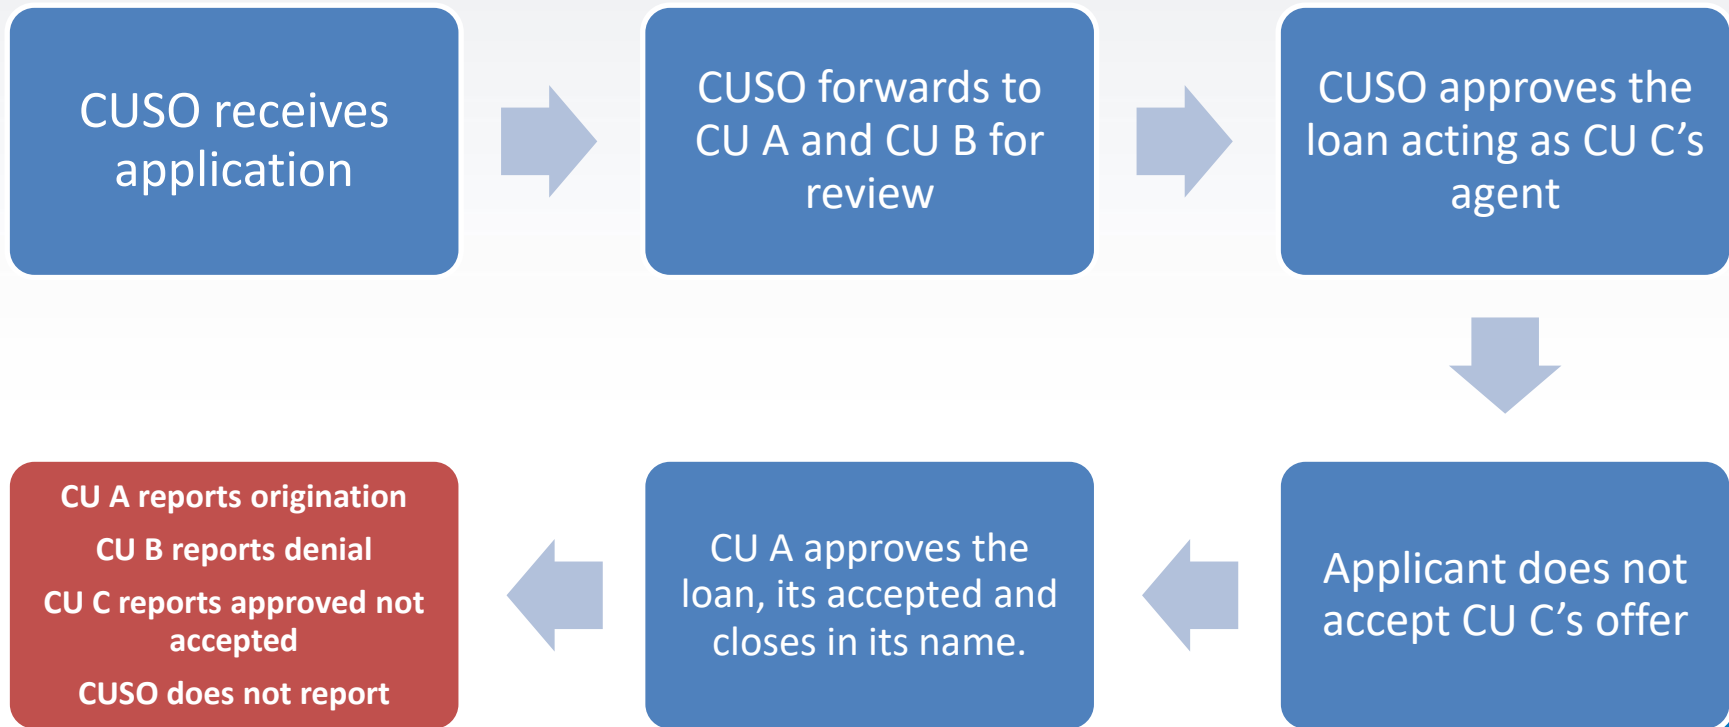 CUSO receives
application
CUSO forwards to
CU A and CU B for
review
CUSO approves the
loan acting as CU C’s
agent
Applicant does not
accept CU C’s offer
CU A approves the
loan, its accepted and
closes in its name.
CU A reports origination
CU B reports denial
CU C reports approved not
accepted
CUSO does not report